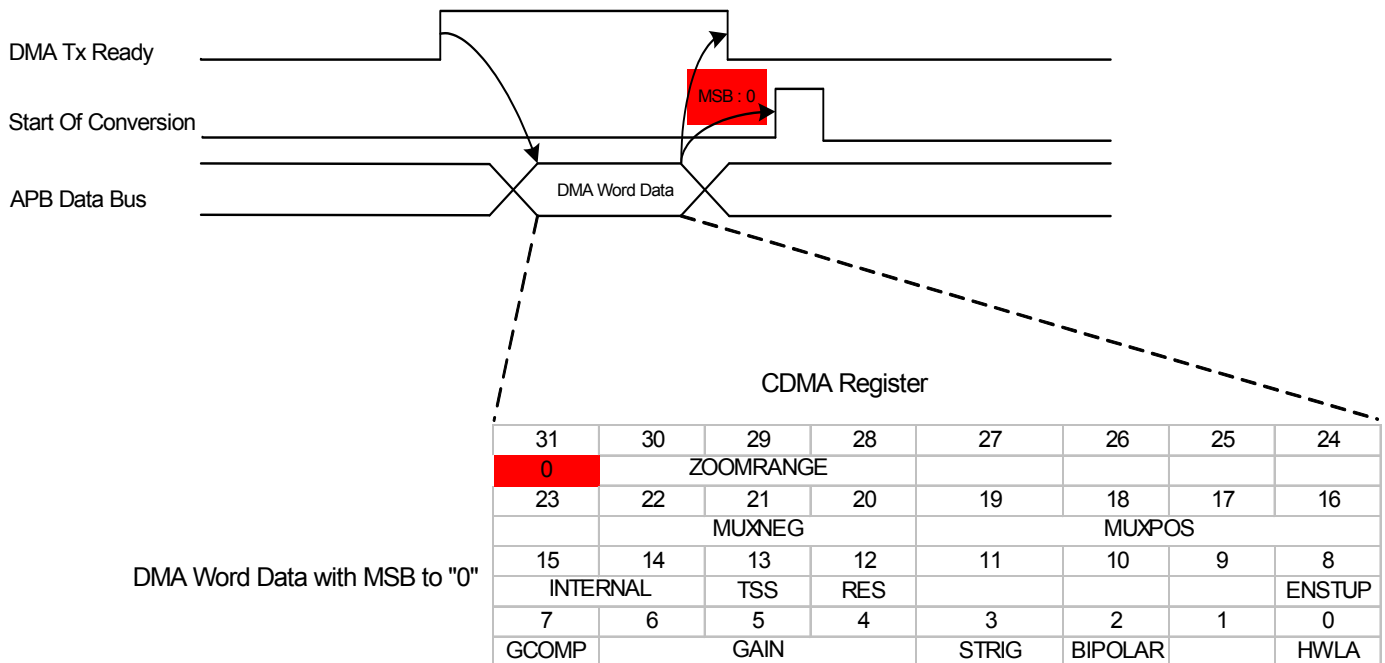 DMA Tx Ready
MSB : 0
Start Of Conversion
DMA Word Data
APB Data Bus
CDMA Register
31 30 29 28 27 26 25 24
0 ZOOMRANGE
23 22 21 20 19 18 17 16
MUXNEG MUXPOS
15 14 13 12 11 10 9 8
DMA Word Data with MSB to "0"
INTERNAL TSS RES ENSTUP
7 6 5 4 3 2 1 0
GCOMP GAIN STRIG BIPOLAR HWLA